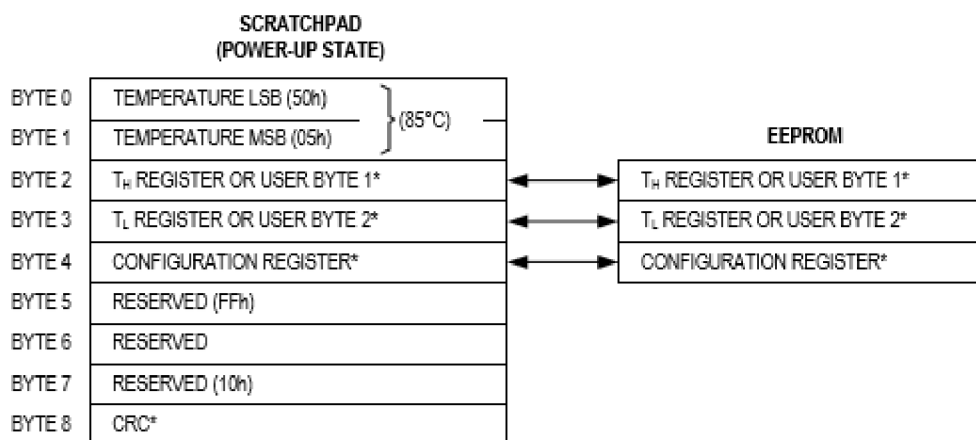 SCRATCHPAD
(POWER-UP STATE)
BYTE 0 TEMPERATURE LSB (50h)
(85°C)
BYTE 1 TEMPERATURE MSB (05h)
EEPROM
BYTE 2 TH REGISTER OR USER BYTE 1* TH REGISTER OR USER BYTE 1*
BYTE 3 TL REGISTER OR USER BYTE 2* TL REGISTER OR USER BYTE 2*
BYTE 4 CONFIGURATION REGISTER* CONFIGURATION REGISTER*
BYTE 5 RESERVED (FFh)
BYTE 6 RESERVED
BYTE 7 RESERVED (10h)
BYTE 8 CRC*